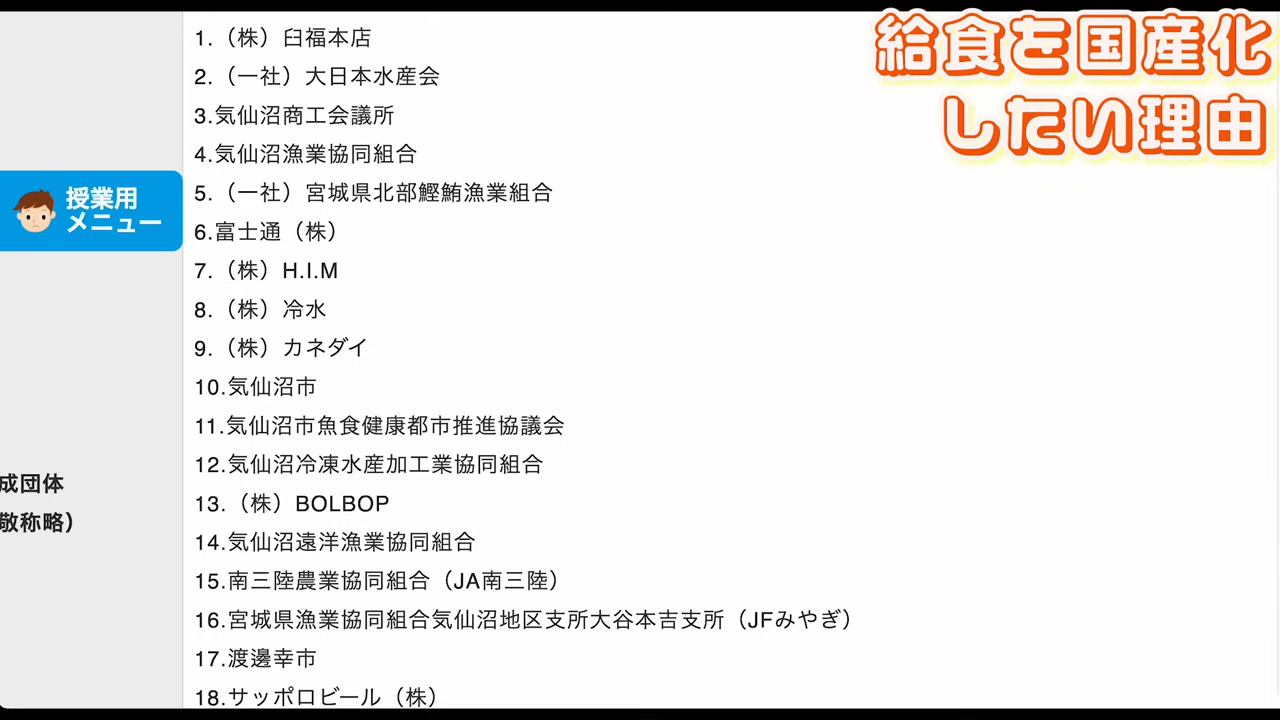 給食を国産化
したい理由
授業用
メニュー
成団体
敬称略）
1.（株）臼福本店
2.（一社）大日本水産会
3.気仙沼商工会議所
4.気仙沼漁業協同組合
5.（一社）宮城県北部鰹鮪漁業組合
6.富士通（株）
7.（株）H.I.M
8.（株）冷水
9.（株）カネダイ
10.気仙沼市
11.気仙沼市魚食健康都市推進協議会
12.気仙沼冷凍水産加工業協同組合
13.（株）BOLBOP
14.気仙沼遠洋漁業協同組合
15.南三陸農業協同組合（JA南三陸）
16.宮城県漁業協同組合気仙沼地区支所大谷本吉支所（JFみやぎ）
17.渡邊幸市
18.サッポロビール（株）